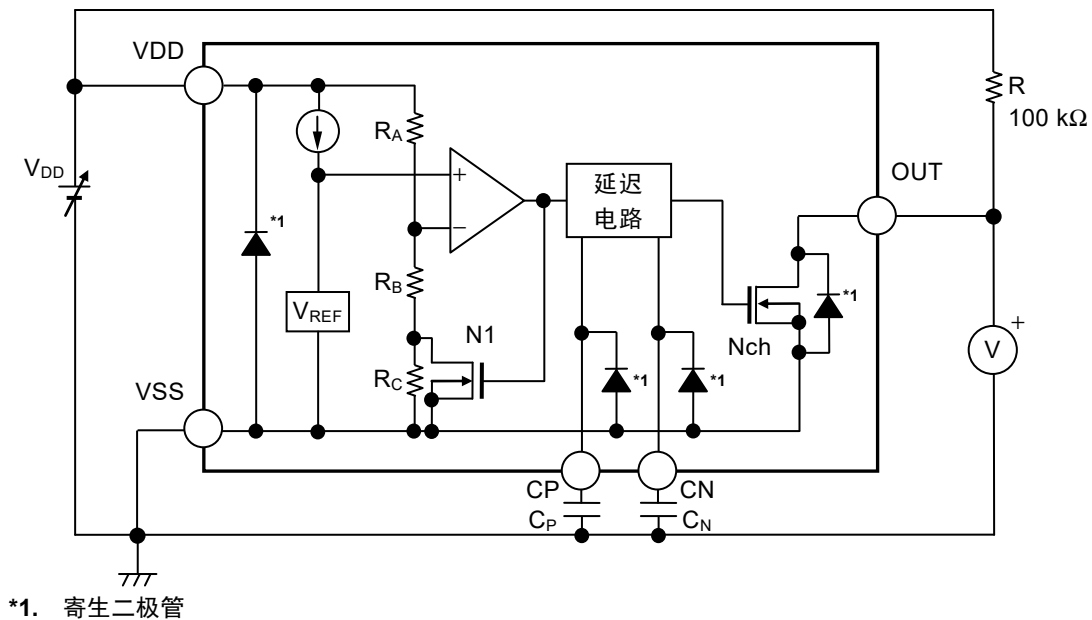 VDD
R
100 kΩ
RA
VDD
*1
+
−
延迟
电路
OUT
RB
VREF
N1
*1
Nch
+
V
RC
*1
*1
VSS
CP
CN
CP
CN
*1. 寄生二极管